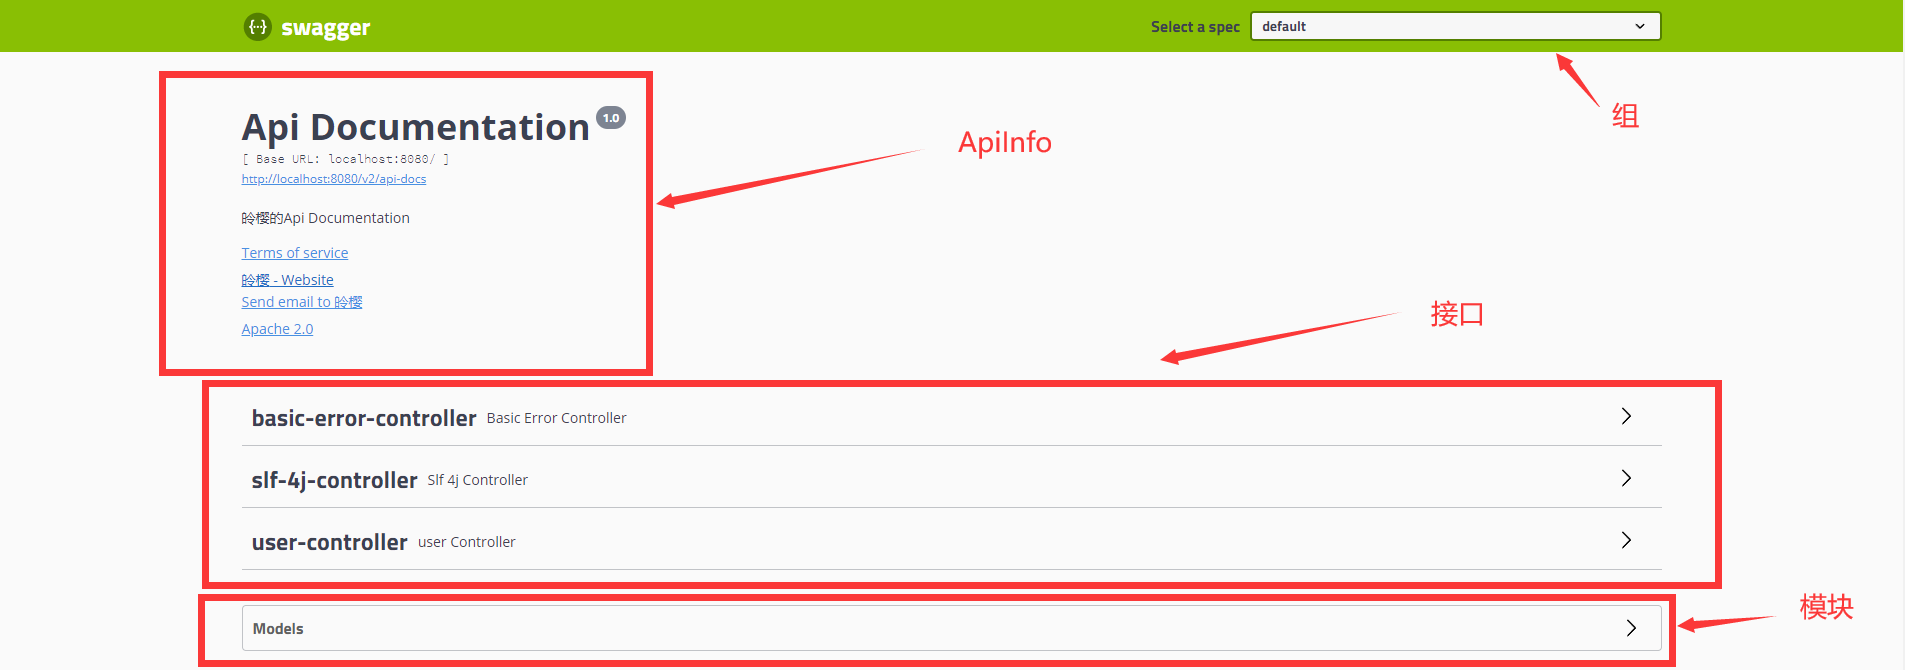 swagger
Select a spec
default
组
Api Documentation 1.0
[ Base URL: localhost:8080/ ]
http://localhost:8080/v2/api-docs
ApiInfo
昤樱的Api Documentation
Terms of service
昤樱 - Website
Send email to 昤樱
Apache 2.0
接口
basic-error-controller Basic Error Controller
slf-4j-controller Slf 4j Controller
user-controller user Controller
模块
Models